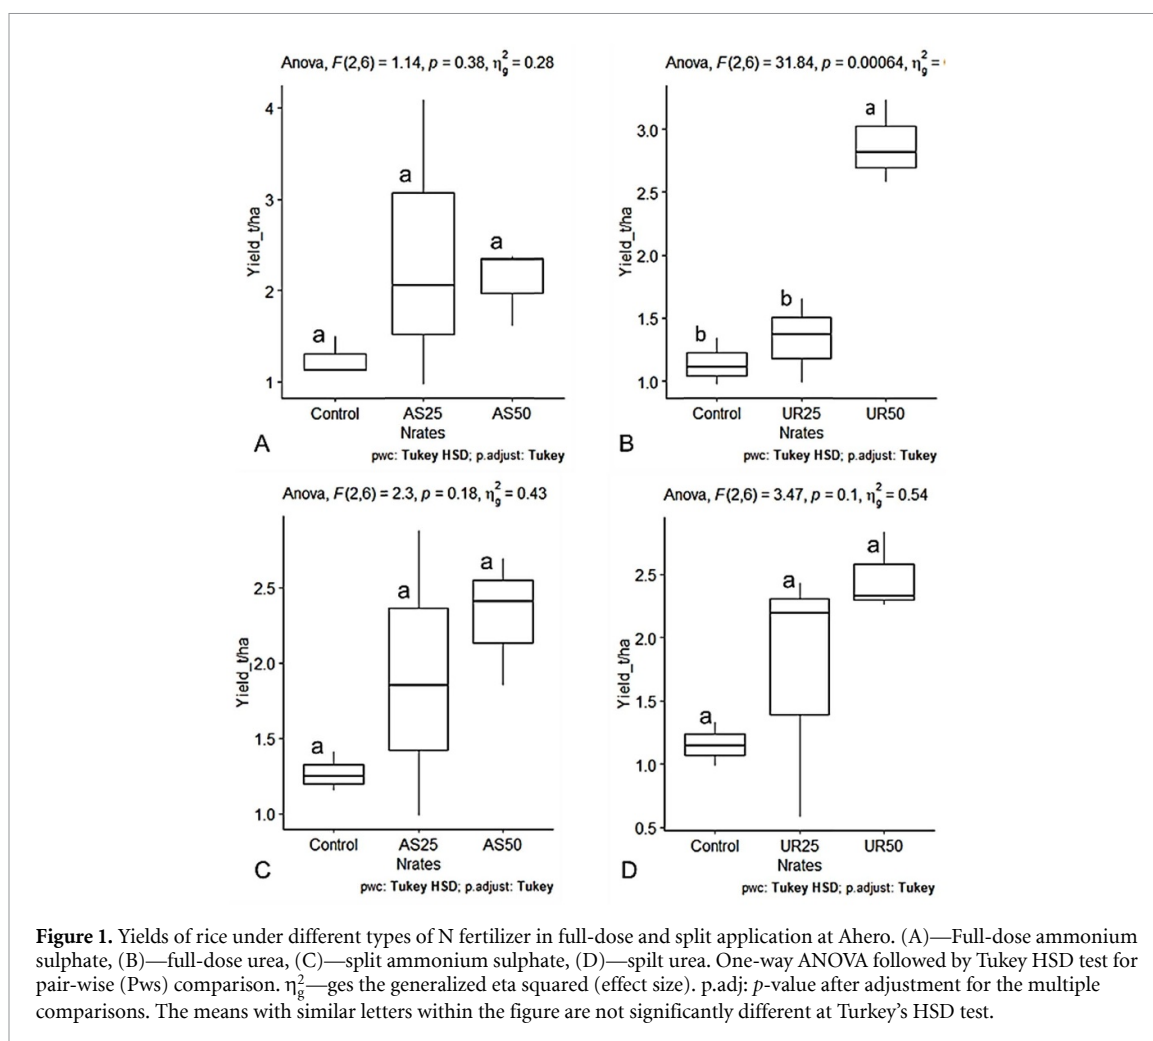 Anova, F(2,6) = 1.14, p = 0.38, η²g = 0.28
Yield_t/ha
4
3
2
1
a
a
a
Control AS25 AS50
Nrates
A
pwc: Tukey HSD; p.adjust: Tukey
Anova, F(2,6) = 31.84, p = 0.00064, η²g =
Yield_t/ha
3.0
2.5
2.0
1.5
1.0
b
b
a
Control UR25 UR50
Nrates
B
pwc: Tukey HSD; p.adjust: Tukey
Anova, F(2,6) = 2.3, p = 0.18, η²g = 0.43
Yield_t/ha
2.5
2.0
1.5
1.0
a
a
a
Control AS25 AS50
Nrates
C
pwc: Tukey HSD; p.adjust: Tukey
Anova, F(2,6) = 3.47, p = 0.1, η²g = 0.54
Yield_t/ha
2.5
2.0
1.5
1.0
0.5
a
a
a
Control UR25 UR50
Nrates
D
pwc: Tukey HSD; p.adjust: Tukey
Figure 1. Yields of rice under different types of N fertilizer in full-dose and split application at Ahero. (A)—Full-dose ammonium
sulphate, (B)—full-dose urea, (C)—split ammonium sulphate, (D)—spilt urea. One-way ANOVA followed by Tukey HSD test for
pair-wise (Pws) comparison. η²g—ges the generalized eta squared (effect size). p.adj: p-value after adjustment for the multiple
comparisons. The means with similar letters within the figure are not significantly different at Turkey's HSD test.